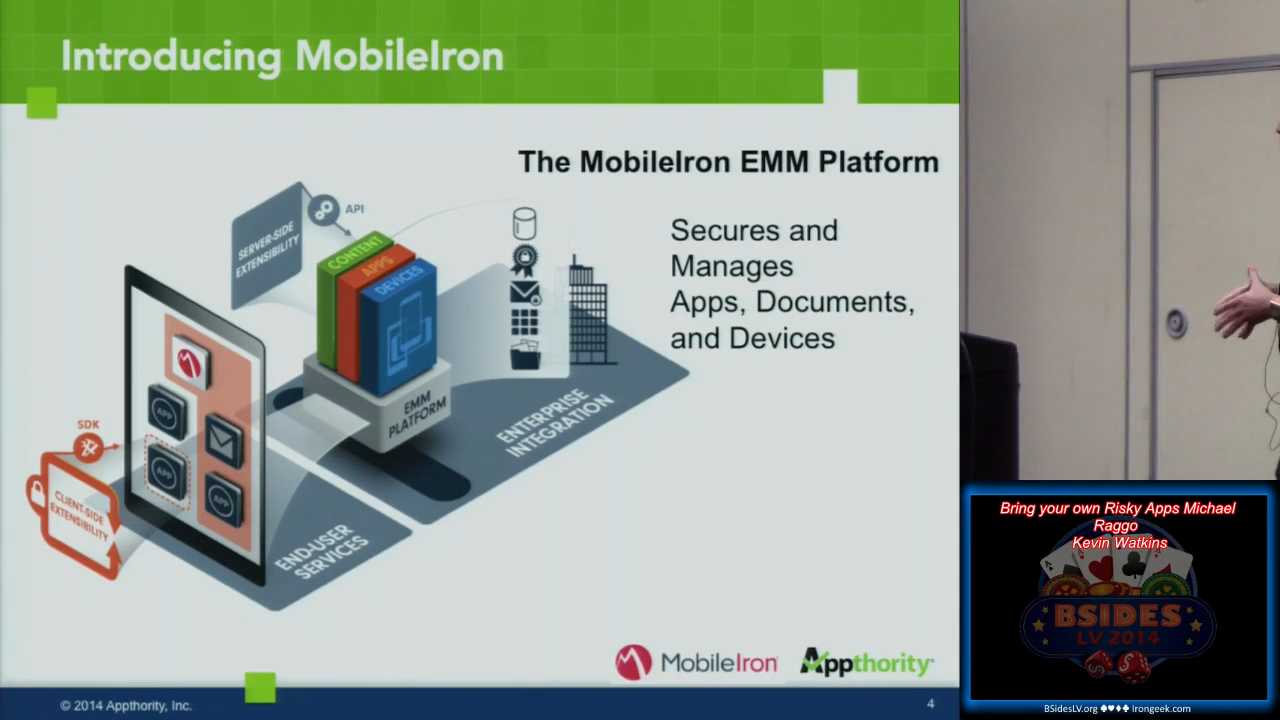 Introducing MobileIron
The MobileIron EMM Platform
Secures and
Manages
Apps, Documents,
and Devices
SERVER-SIDE
EXTENSIBILITY
API
CONTENT
APPS
DEVICES
EMM
PLATFORM
ENTERPRISE
INTEGRATION
APP
APP
APP
SDK
CLIENT-SIDE
EXTENSIBILITY
END-USER
SERVICES
MobileIron
Appthority
© 2014 Appthority, Inc.
4
Bring your own Risky Apps Michael
Raggo
Kevin Watkins
BSIDES
LV 2014
BSidesLV.org ♠♥♦♣ Irongeek.com